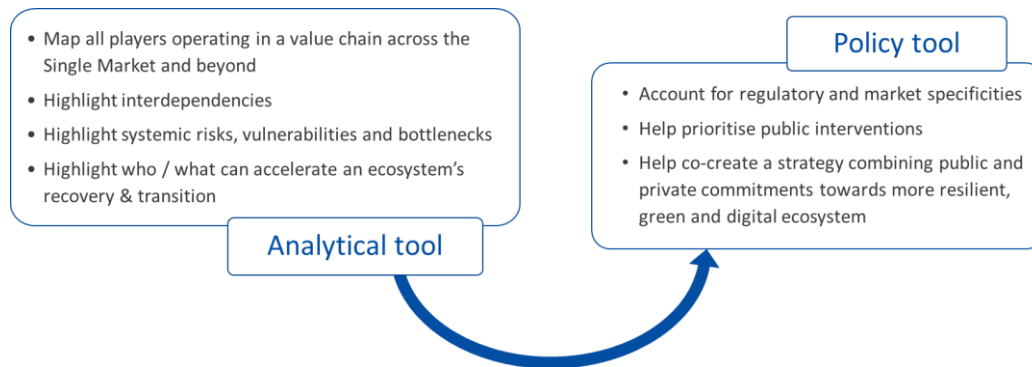 • Map all players operating in a value chain across the
Single Market and beyond
• Highlight interdependencies
• Highlight systemic risks, vulnerabilities and bottlenecks
• Highlight who / what can accelerate an ecosystem's
recovery & transition
Analytical tool
Policy tool
• Account for regulatory and market specificities
• Help prioritise public interventions
• Help co-create a strategy combining public and
private commitments towards more resilient,
green and digital ecosystem